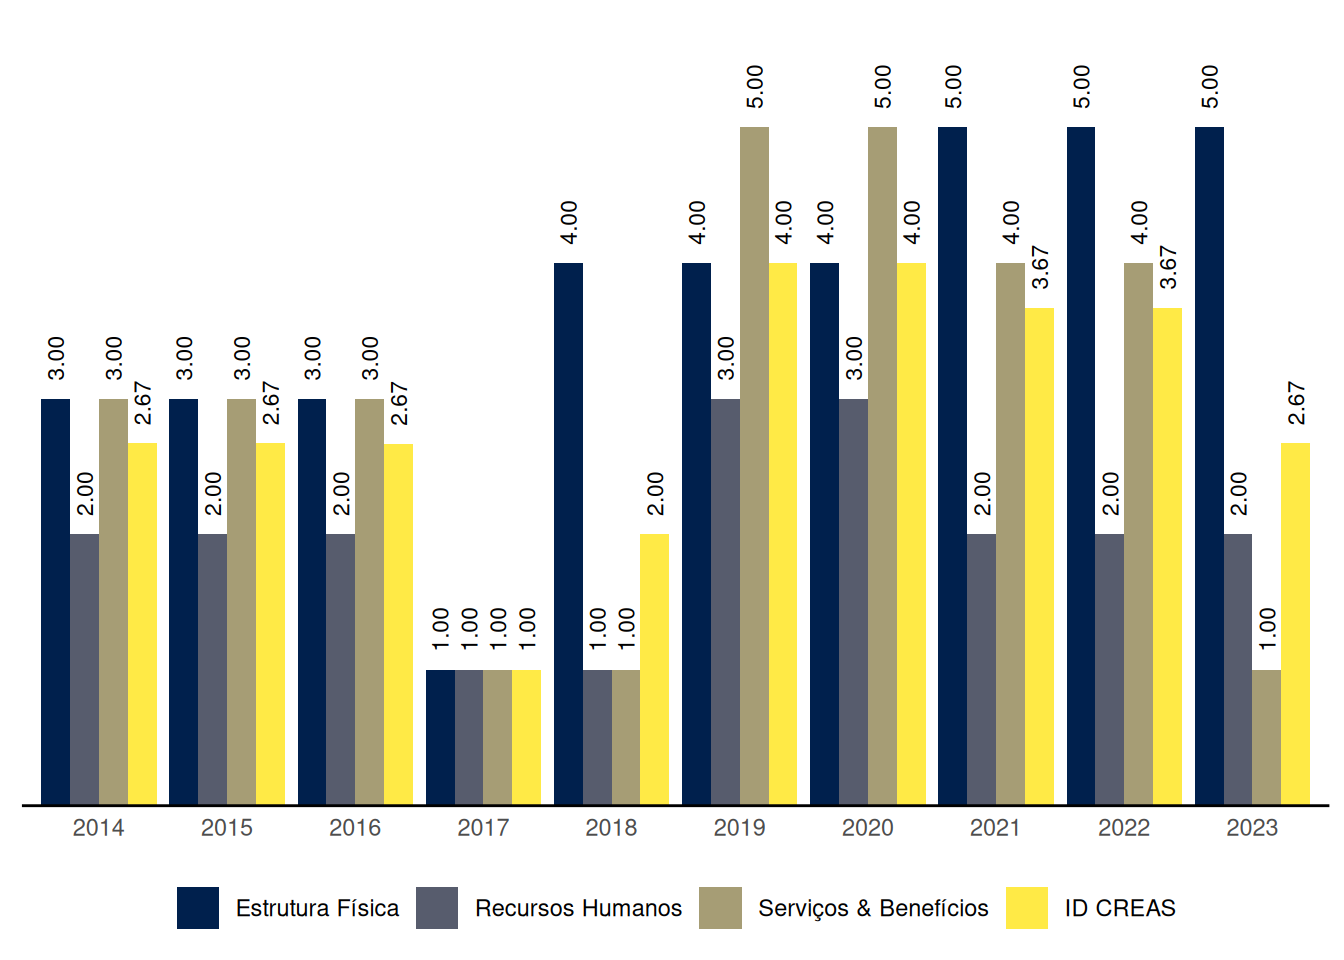 5.00 5.00 5.00 5.00 5.00
4.00 4.00 4.00 4.00 4.00 4.00 4.00
3.67 3.67
3.00 3.00 3.00 3.00 3.00 3.00 3.00 3.00
2.67 2.67 2.67 2.67
2.00 2.00 2.00 2.00 2.00 2.00 2.00
1.00 1.00 1.00 1.00 1.00 1.00 1.00
2014 2015 2016 2017 2018 2019 2020 2021 2022 2023
Estrutura Física Recursos Humanos Serviços & Benefícios ID CREAS